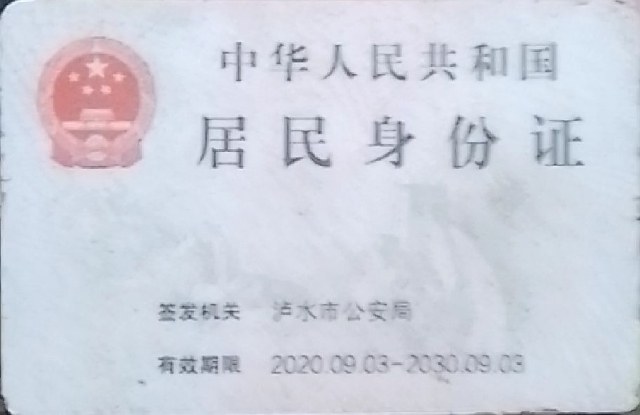 中华人民共和国
居民身份证
签发机关 泸水市公安局
有效期限 2020.09.03-2030.09.03